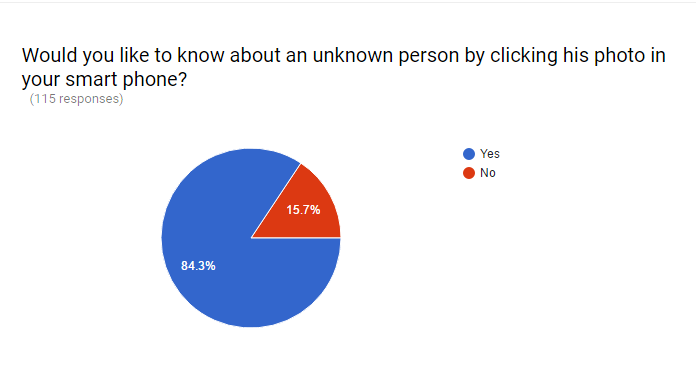 Would you like to know about an unknown person by clicking his photo in
your smart phone?
(115 responses)
Yes
No
15.7%
84.3%